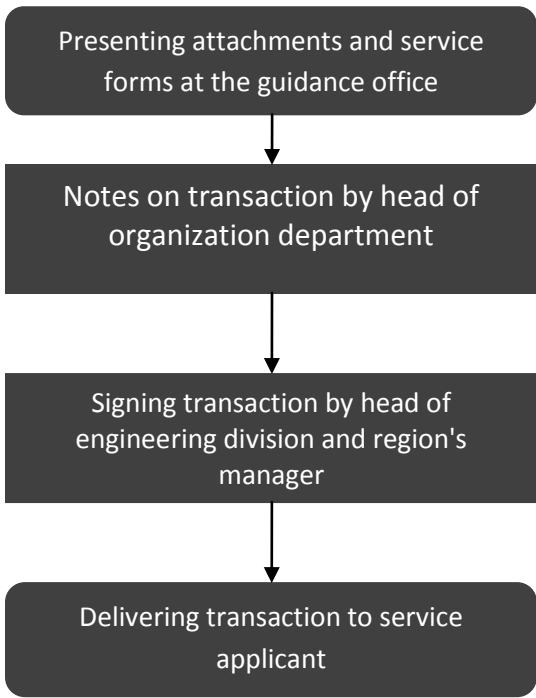 Presenting attachments and service
forms at the guidance office
Notes on transaction by head of
organization department
Signing transaction by head of
engineering division and region's
manager
Delivering transaction to service
applicant